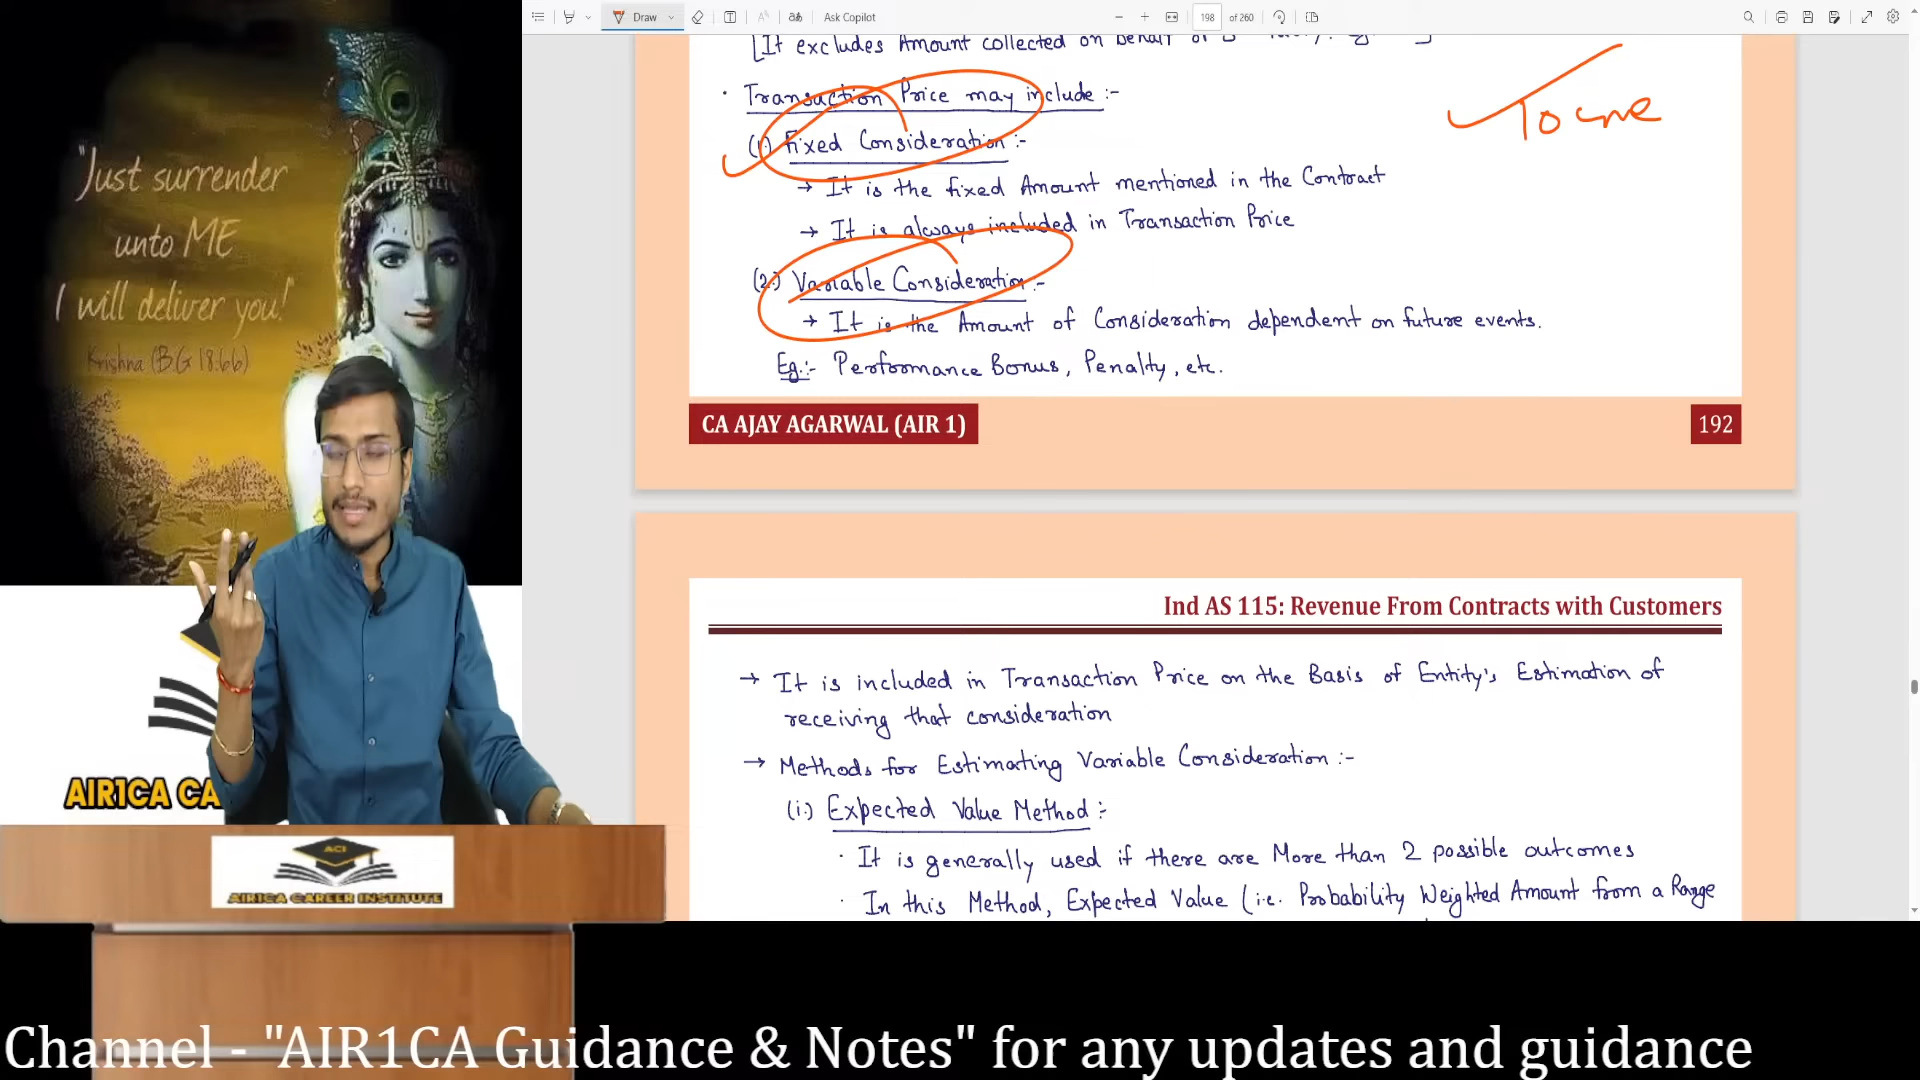 Draw
Ask Copilot
198 of 260
[It excludes Amount collected on behalf of
"Just surrender
unto ME
I will deliver you!"
Krishna (BG 18:66)
· Transaction Price may include :-
10 cne
(1.) Fixed Consideration :-
→ It is the fixed Amount mentioned in the Contract
→ It is always included in Transaction Price
(2.) Variable Consideration :-
→ It is the Amount of Consideration dependent on future events.
Eg.:- Performance Bonus, Penalty, etc.
CA AJAY AGARWAL (AIR 1)
192
Ind AS 115: Revenue From Contracts with Customers
→ It is included in Transaction Price on the Basis of Entity's Estimation of
receiving that consideration
→ Methods for Estimating Variable Consideration :-
(i.) Expected Value Method :-
· It is generally used if there are More than 2 possible outcomes
· In this Method, Expected Value (i.e. Probability Weighted Amount from a Range
AIR1CA CA
ACI
AIR1CA CAREER INSTITUTE
Channel - "AIR1CA Guidance & Notes" for any updates and guidance